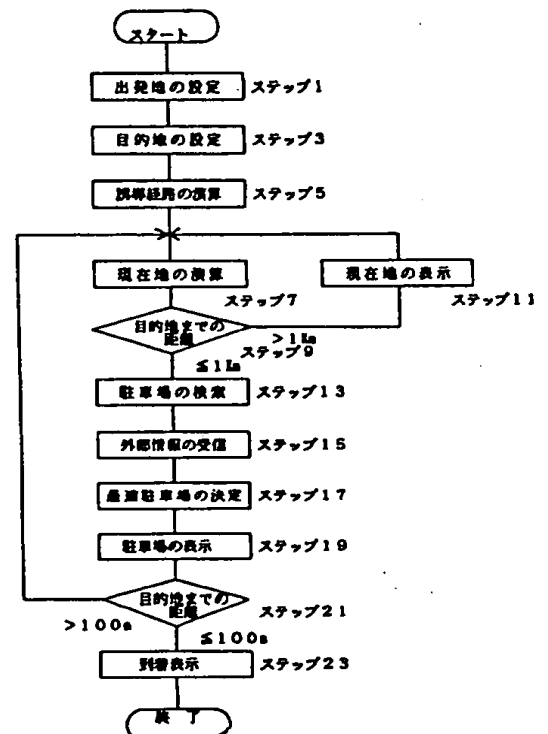 スタート
出発地の設定 ステップ1
目的地の設定 ステップ3
誘導経路の演算 ステップ5
現在地の演算
ステップ7
現在地の表示
ステップ11
目的地までの
距離
ステップ9
>1Km
≦1Km
駐車場の検索 ステップ13
外部情報の受信 ステップ15
最適駐車場の決定 ステップ17
駐車場の表示 ステップ19
目的地までの
距離
ステップ21
>100m
≦100m
到着表示 ステップ23
終了